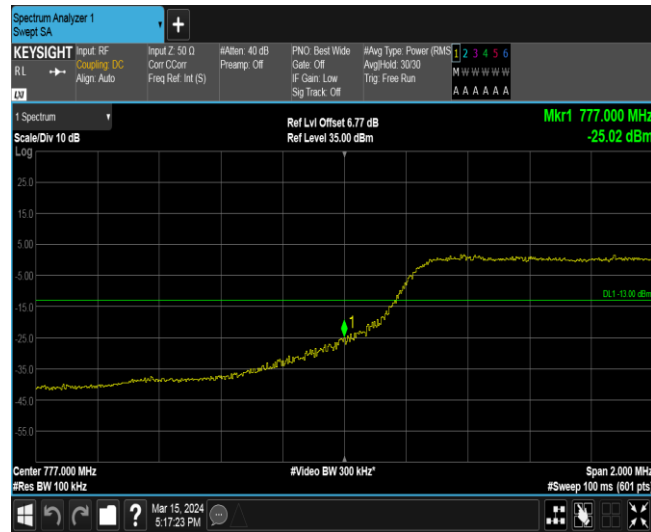 Spectrum Analyzer 1
Swept SA
+
KEYSIGHT
RL
LXI
Input: RF
Coupling: DC
Align: Auto
Input Z: 50 Ω
Corr CCorr
Freq Ref: Int (S)
#Atten: 40 dB
Preamp: Off
PNO: Best Wide
Gate: Off
IF Gain: Low
Sig Track: Off
#Avg Type: Power (RMS
Avg|Hold: 30/30
Trig: Free Run
1 2 3 4 5 6
M W W W W W
A A A A A A
1 Spectrum
Scale/Div 10 dB
Log
Ref Lvl Offset 6.77 dB
Ref Level 35.00 dBm
Mkr1 777.000 MHz
-25.02 dBm
25.0
15.0
5.00
-5.00
-15.0
-25.0
-35.0
-45.0
-55.0
DL1 -13.00 dBm
1
Center 777.000 MHz
#Res BW 100 kHz
#Video BW 300 kHz*
Span 2.000 MHz
#Sweep 100 ms (601 pts)
?
Mar 15, 2024
5:17:23 PM